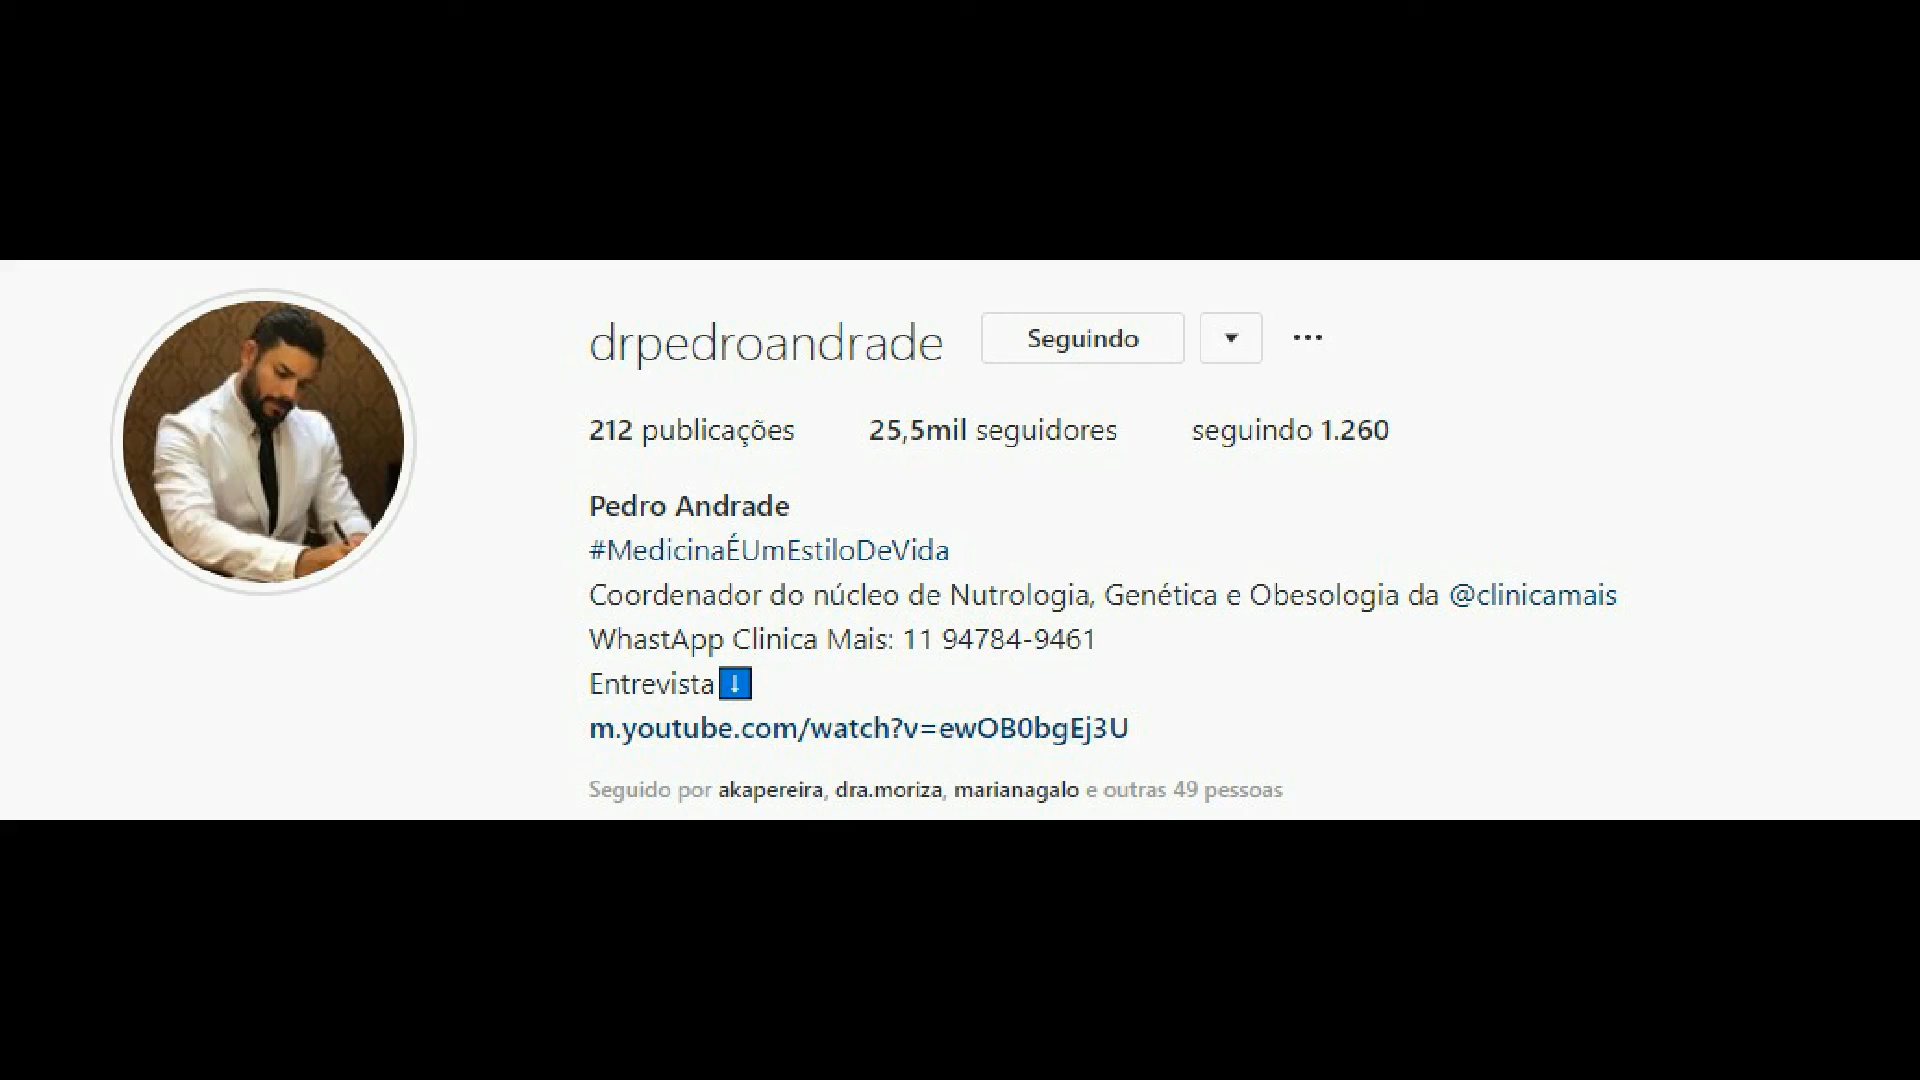 drpedroandrade Seguindo
212 publicações 25,5mil seguidores seguindo 1.260
Pedro Andrade
#MedicinaÉUmEstiloDeVida
Coordenador do núcleo de Nutrologia, Genética e Obesologia da @clinicamais
WhastApp Clinica Mais: 11 94784-9461
Entrevista⬇
m.youtube.com/watch?v=ewOB0bgEj3U
Seguido por akapereira, dra.moriza, marianagalo e outras 49 pessoas